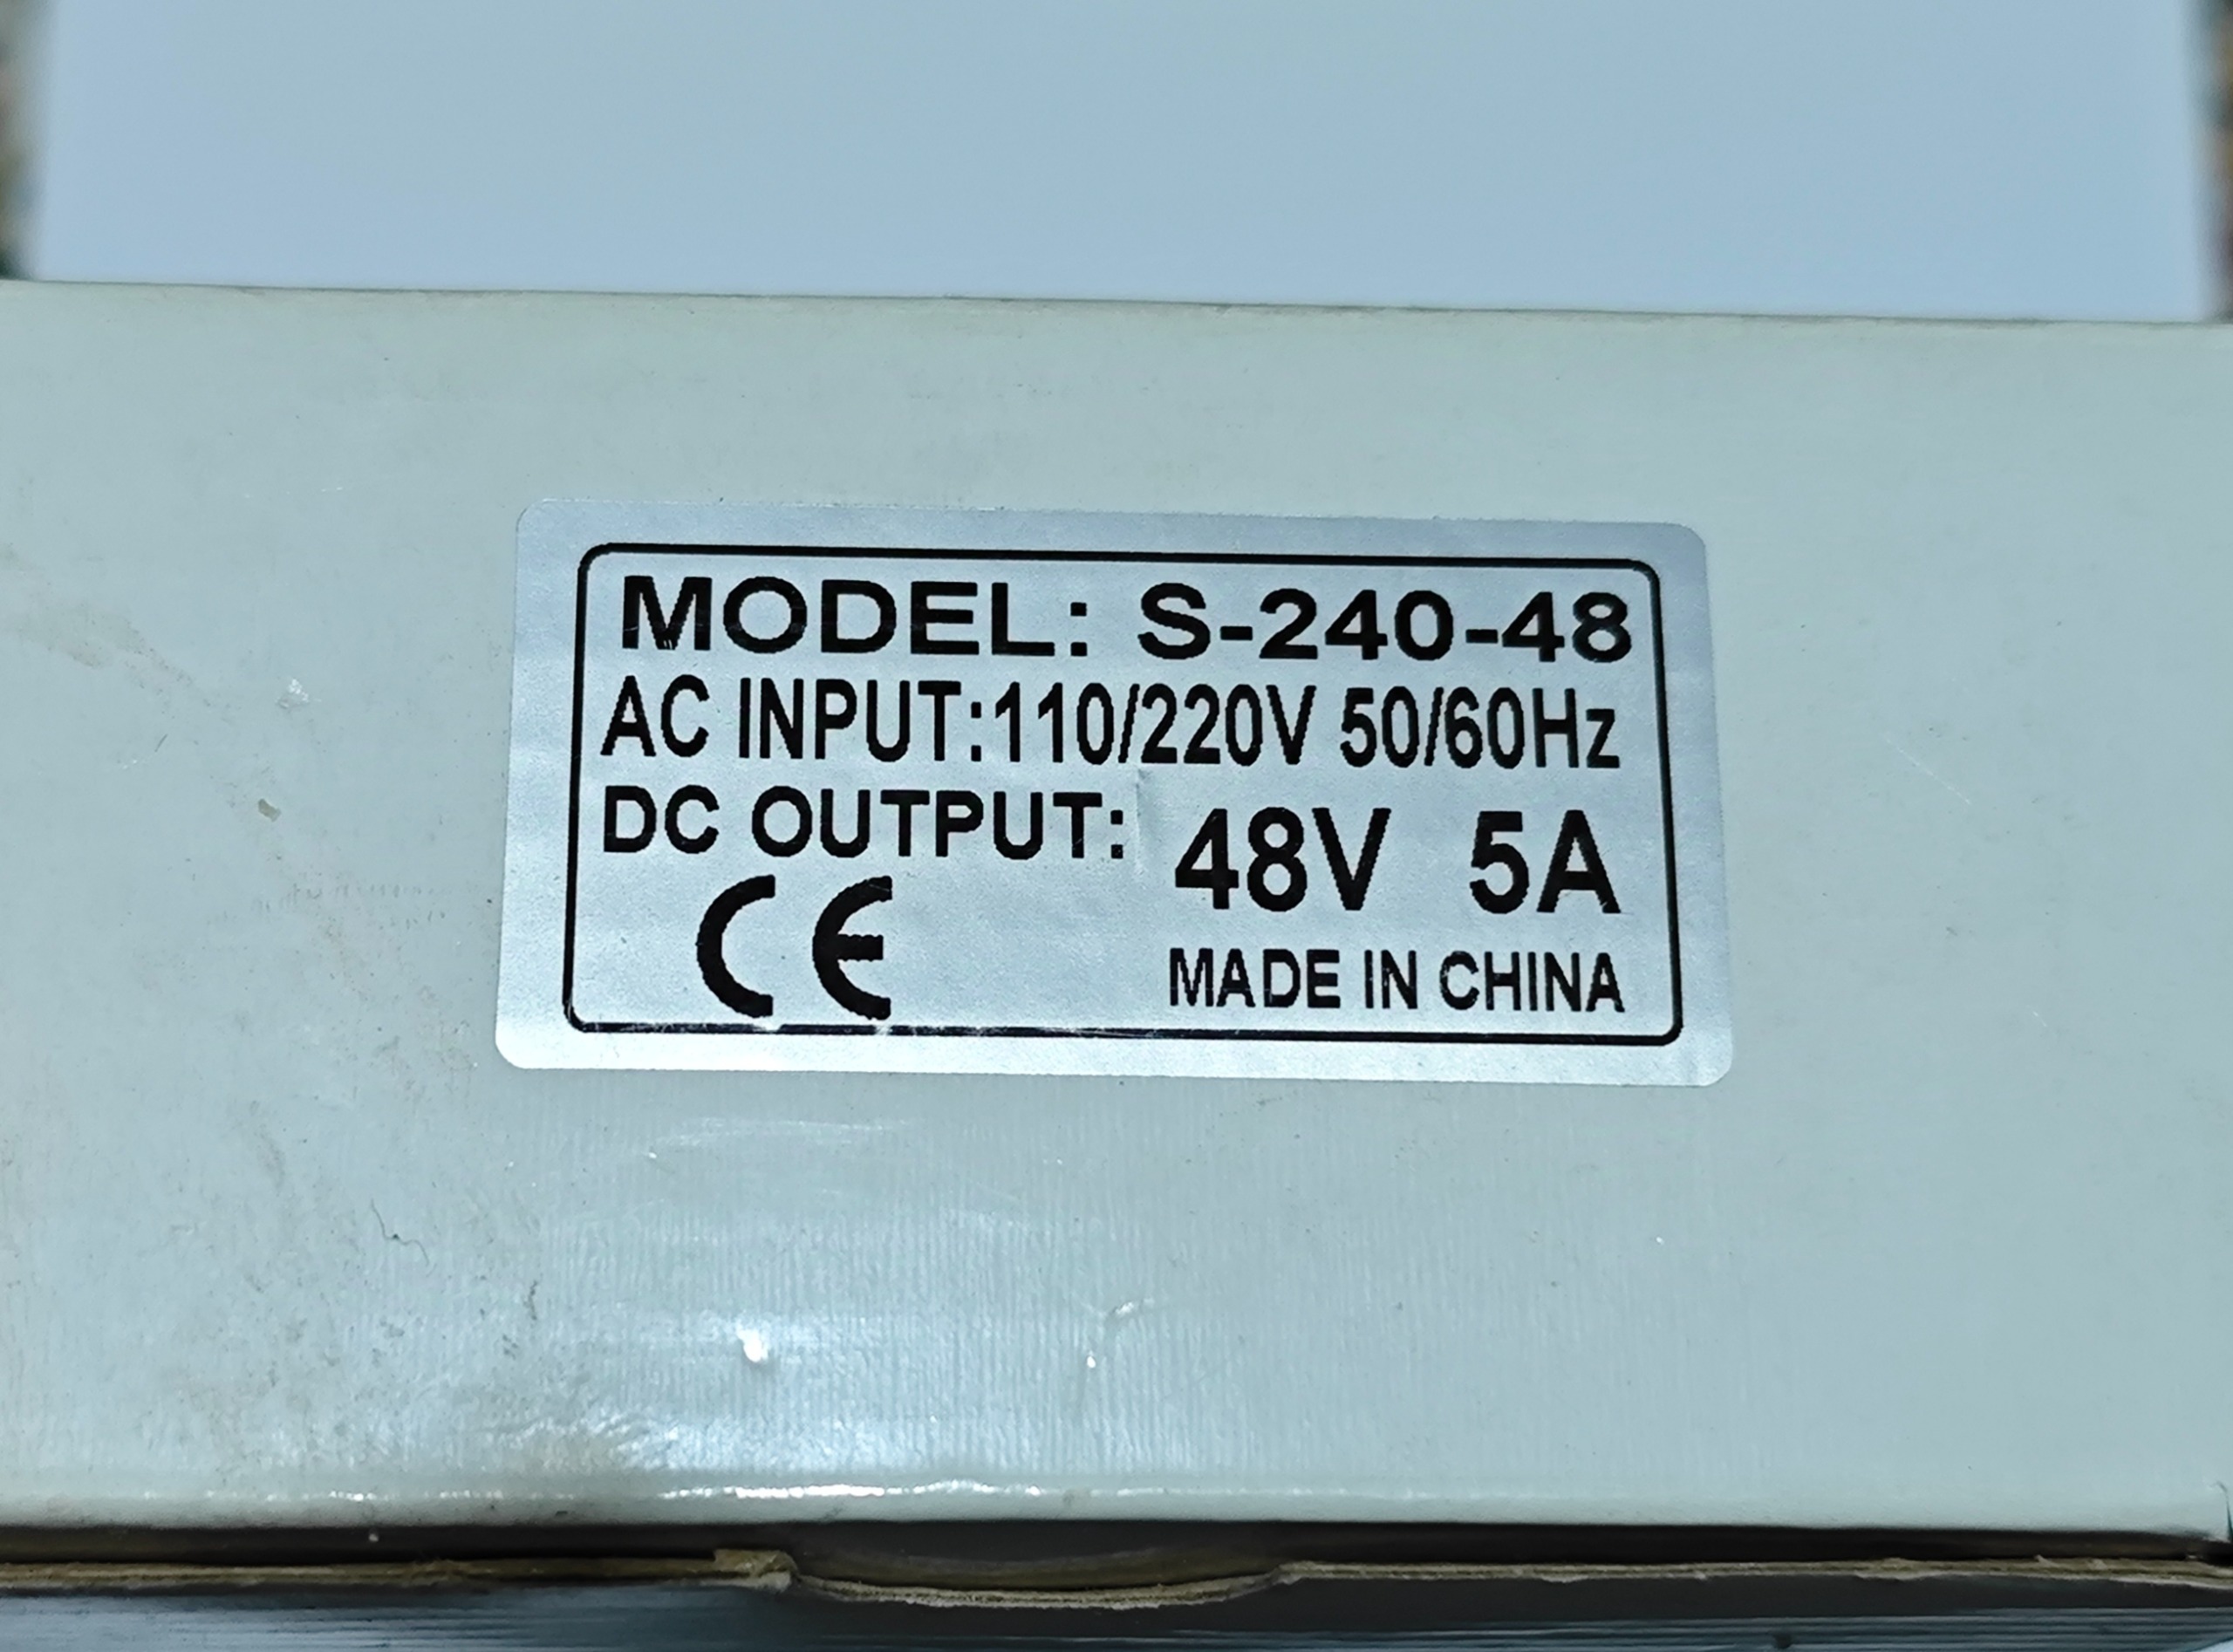 MODEL: S-240-48
AC INPUT:110/220V 50/60Hz
DC OUTPUT: 48V 5A
CE
MADE IN CHINA